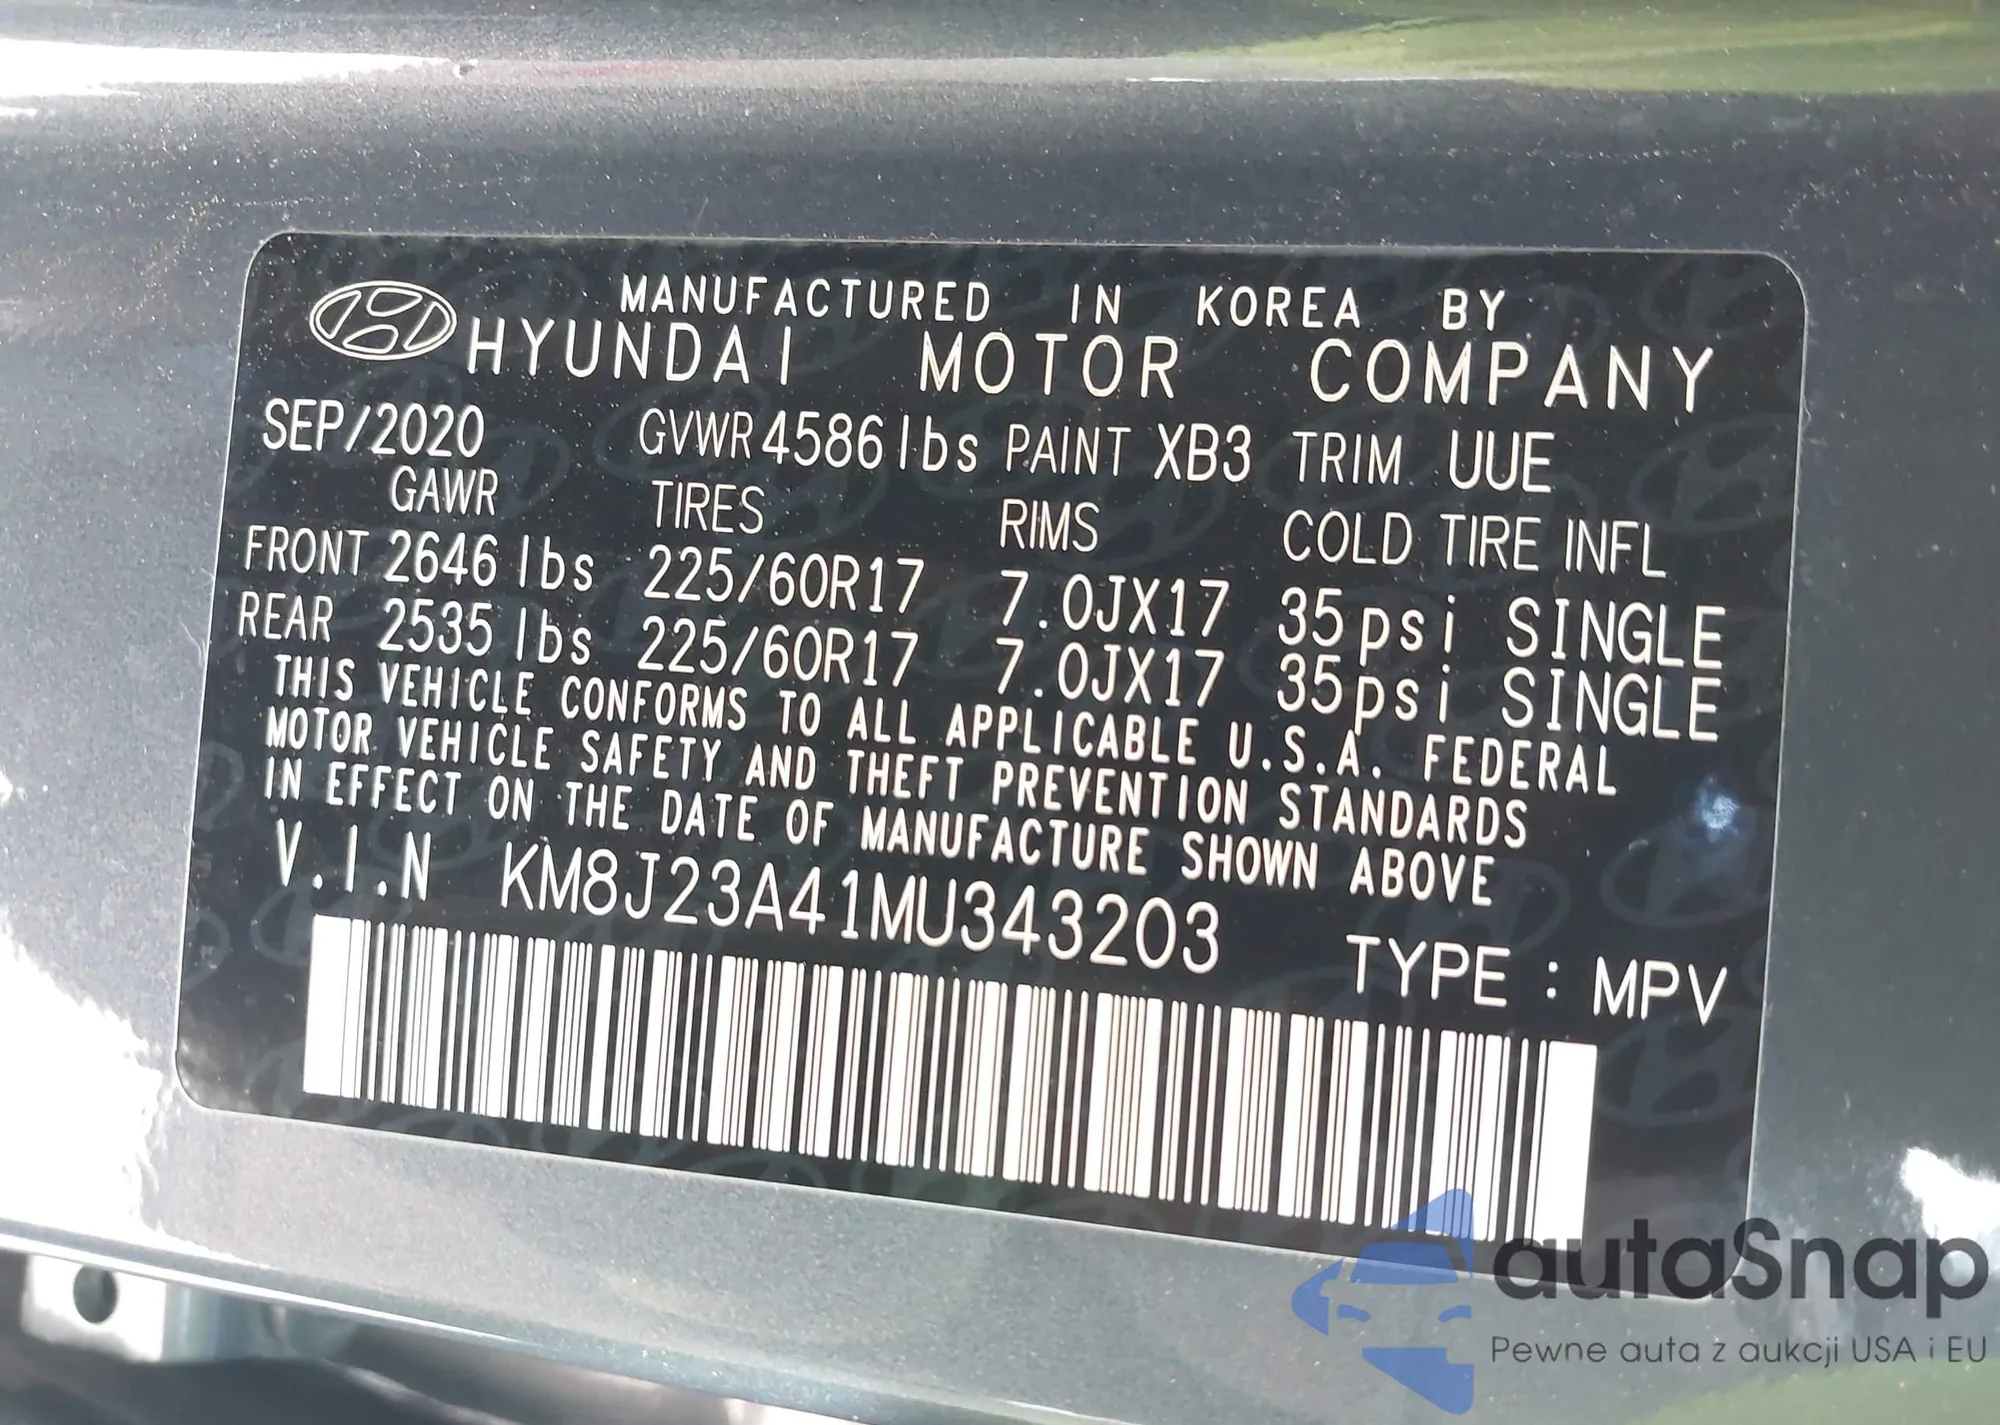 MANUFACTURED IN KOREA BY
HYUNDAI MOTOR COMPANY
SEP/2020 GVWR 4586 lbs PAINT XB3 TRIM UUE
GAWR TIRES RIMS COLD TIRE INFL
FRONT 2646 lbs 225/60R17 7.0JX17 35psi SINGLE
REAR 2535 lbs 225/60R17 7.0JX17 35psi SINGLE
THIS VEHICLE CONFORMS TO ALL APPLICABLE U.S.A. FEDERAL
MOTOR VEHICLE SAFETY AND THEFT PREVENTION STANDARDS
IN EFFECT ON THE DATE OF MANUFACTURE SHOWN ABOVE
V.I.N KM8J23A41MU343203
TYPE : MPV
autaSnap
Pewne auta z aukcji USA i EU